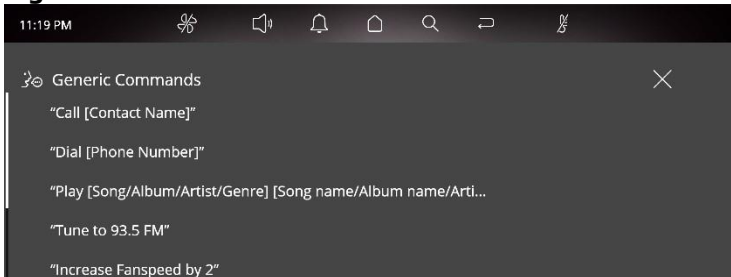 11:19 PM
Generic Commands
“Call [Contact Name]”
“Dial [Phone Number]”
“Play [Song/Album/Artist/Genre] [Song name/Album name/Arti...
“Tune to 93.5 FM”
“Increase Fanspeed by 2”